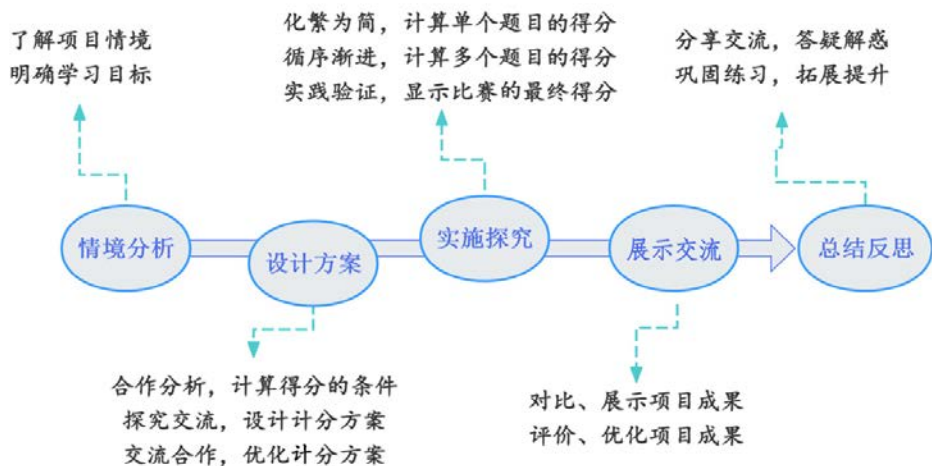 了解项目情境
明确学习目标
化繁为简，计算单个题目的得分
循序渐进，计算多个题目的得分
实践验证，显示比赛的最终得分
分享交流，答疑解惑
巩固练习，拓展提升
情境分析
设计方案
实施探究
展示交流
总结反思
合作分析，计算得分的条件
探究交流，设计计分方案
交流合作，优化计分方案
对比、展示项目成果
评价、优化项目成果